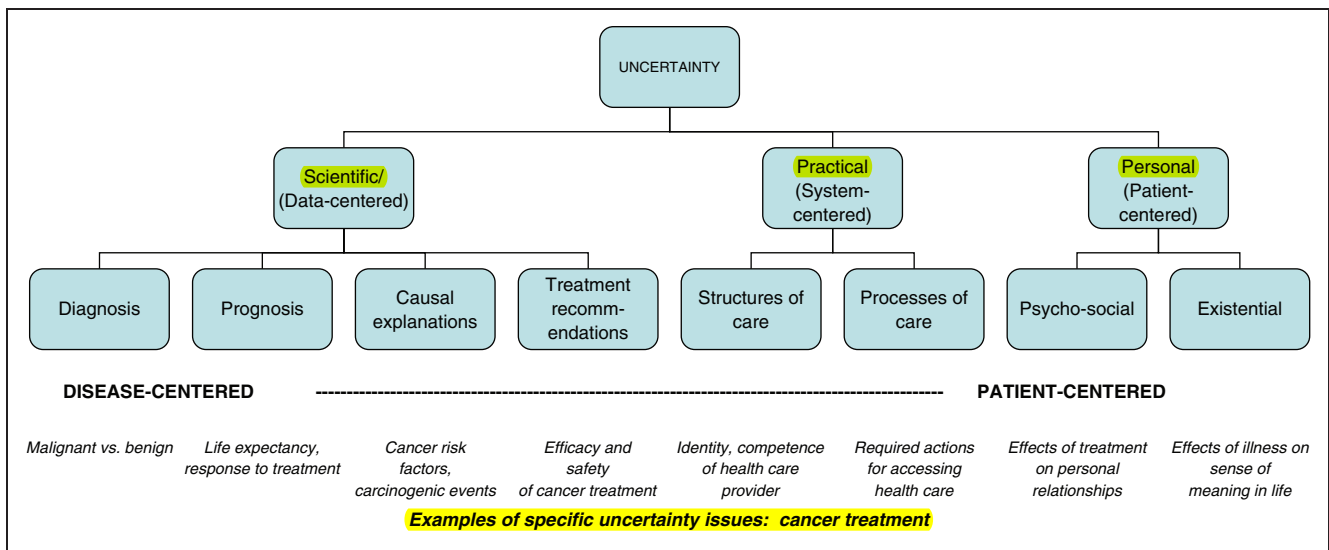 UNCERTAINTY
Scientific/
(Data-centered)
Practical
(System-
centered)
Personal
(Patient-
centered)
Diagnosis
Prognosis
Causal
explanations
Treatment
recomm-
endations
Structures of
care
Processes of
care
Psycho-social
Existential
DISEASE-CENTERED ---------------------------------------------------------------------------------------------------- PATIENT-CENTERED
Malignant vs. benign
Life expectancy,
response to treatment
Cancer risk
factors,
carcinogenic events
Efficacy and
safety
of cancer treatment
Identity, competence
of health care
provider
Required actions
for accessing
health care
Effects of treatment
on personal
relationships
Effects of illness on
sense of
meaning in life
Examples of specific uncertainty issues: cancer treatment